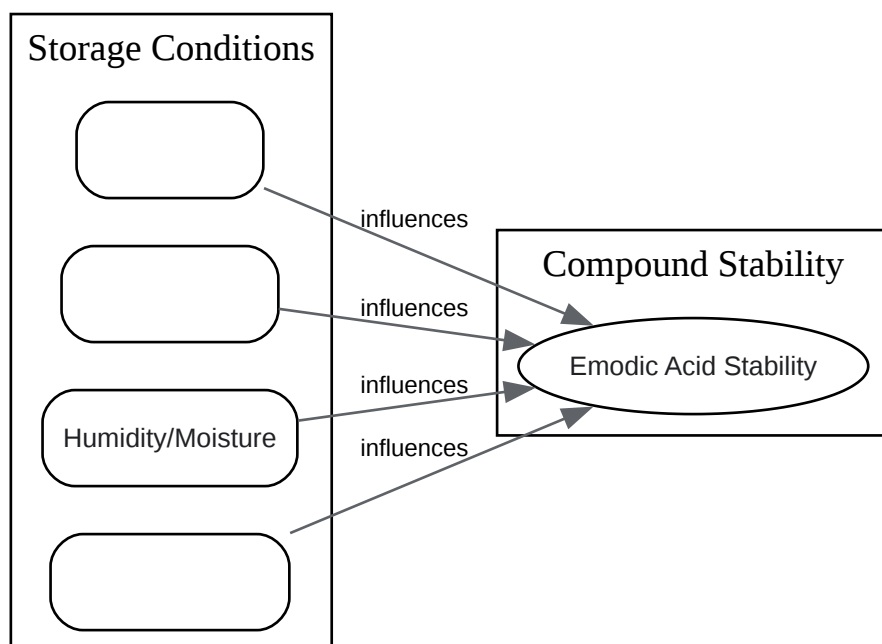 Storage Conditions
influences
Compound Stability
influences
Emodic Acid Stability
influences
Humidity/Moisture
influences